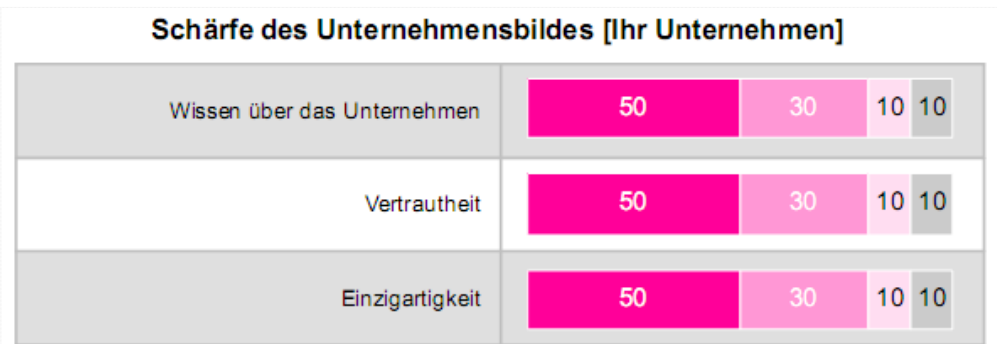 Schärfe des Unternehmensbildes [Ihr Unternehmen]
Wissen über das Unternehmen 50 30 10 10
Vertrautheit 50 30 10 10
Einzigartigkeit 50 30 10 10